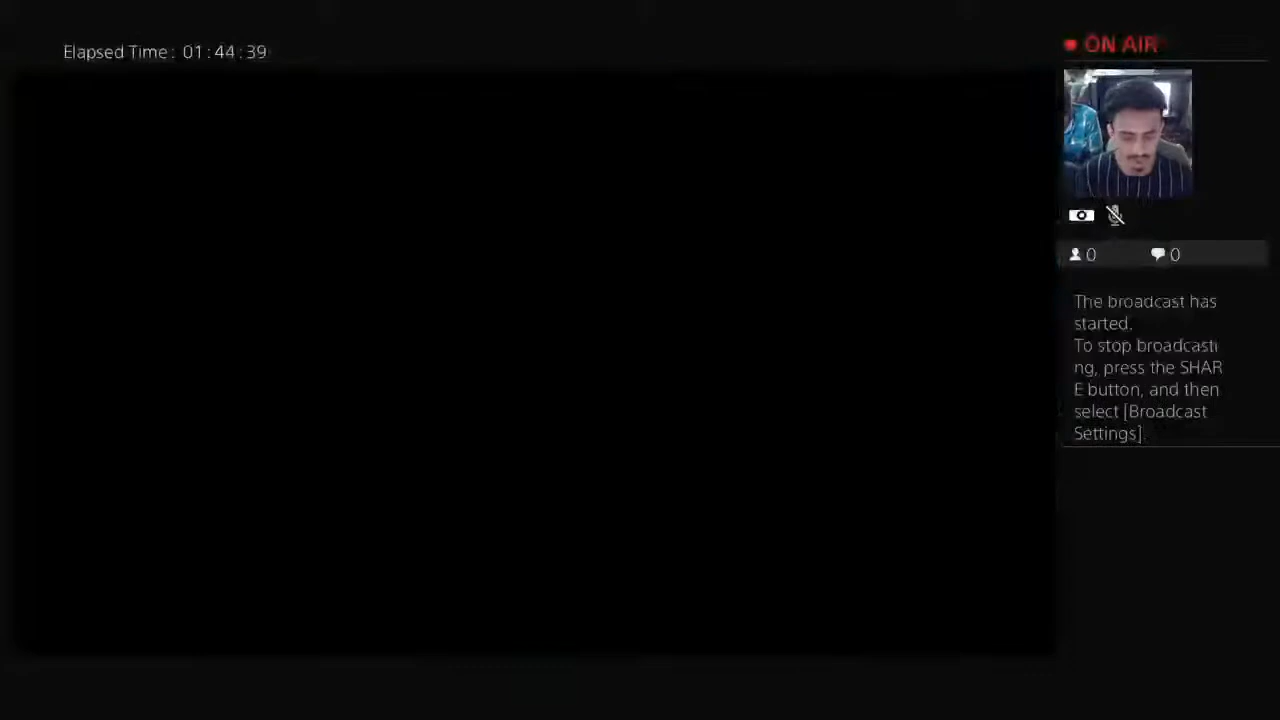 Elapsed Time: 01:44:39
ON AIR
0
0
The broadcast has
started.
To stop broadcasti
ng, press the SHAR
E button, and then
select [Broadcast
Settings].